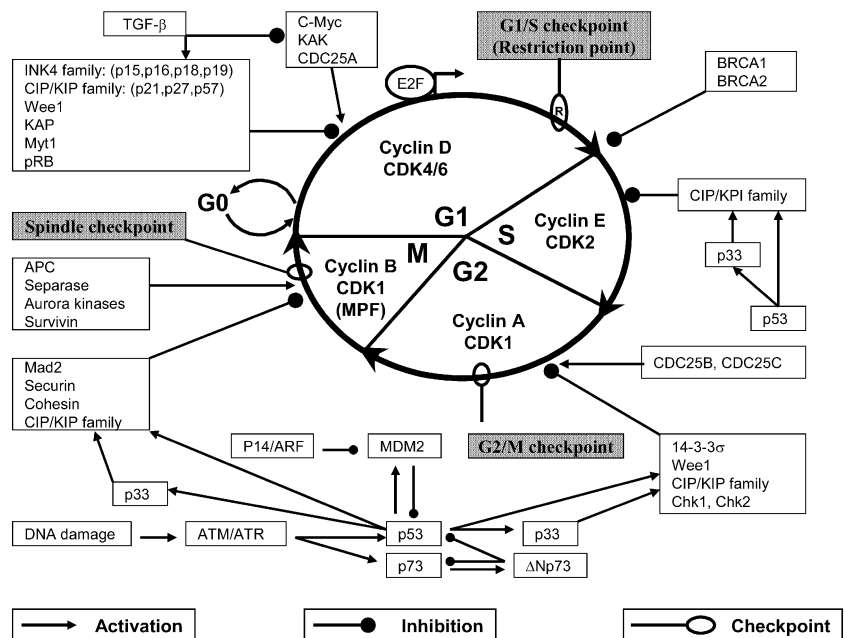 TGF-β
C-Myc
KAK
CDC25A
G1/S checkpoint
(Restriction point)
INK4 family: (p15,p16,p18,p19)
CIP/KIP family: (p21,p27,p57)
Wee1
KAP
Myt1
pRB
E2F
R
BRCA1
BRCA2
Cyclin D
CDK4/6
G0
G1
CIP/KPI family
p33
p53
Spindle checkpoint
Cyclin E
CDK2
S
M
G2
Cyclin B
CDK1
(MPF)
APC
Separase
Aurora kinases
Survivin
Cyclin A
CDK1
CDC25B, CDC25C
Mad2
Securin
Cohesin
CIP/KIP family
P14/ARF
MDM2
G2/M checkpoint
14-3-3σ
Wee1
CIP/KIP family
Chk1, Chk2
p33
DNA damage
ATM/ATR
p53
p33
p73
ΔNp73
Activation
Inhibition
Checkpoint